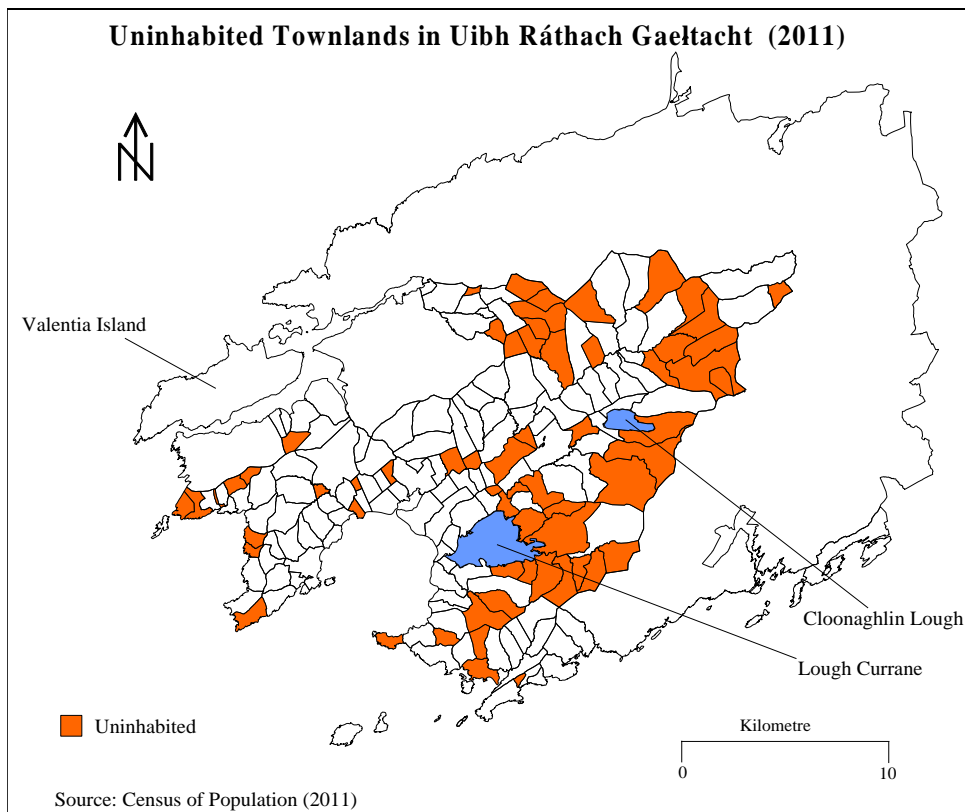 Uninhabited Townlands in Uibh Ráthach Gaełtacht (2011)
N
Valentia Island
Cloonaghlin Lough
Lough Currane
Uninhabited
Kilometre
0 10
Source: Census of Population (2011)